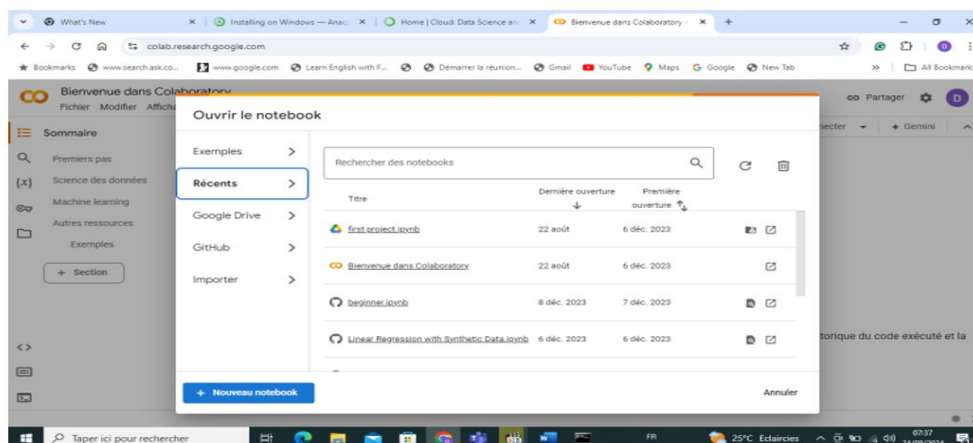 What's New
Installing on Windows — Anac
Home | Cloud: Data Science an
Bienvenue dans Colaboratory -
colab.research.google.com
Bookmarks www.search.ask.co... www.google.com Learn English with F... Démarrer la réunion... Gmail YouTube Maps Google New Tab All Bookmark
Bienvenue dans Colaboratory
Fichier Modifier Affich
Partager
necter Gemini
Sommaire
Premiers pas
Science des données
Machine learning
Autres ressources
Exemples
+ Section
Ouvrir le notebook
Exemples
Récents
Google Drive
GitHub
Importer
Rechercher des notebooks
Titre Dernière ouverture Première ouverture
first project.ipynb 22 août 6 déc. 2023
Bienvenue dans Colaboratory 22 août 6 déc. 2023
beginner.ipynb 8 déc. 2023 7 déc. 2023
Linear Regression with Synthetic Data.ipynb 6 déc. 2023 6 déc. 2023
+ Nouveau notebook
Annuler
torique du code exécuté et la
Taper ici pour rechercher
FR
25°C Eclaircies
07:37